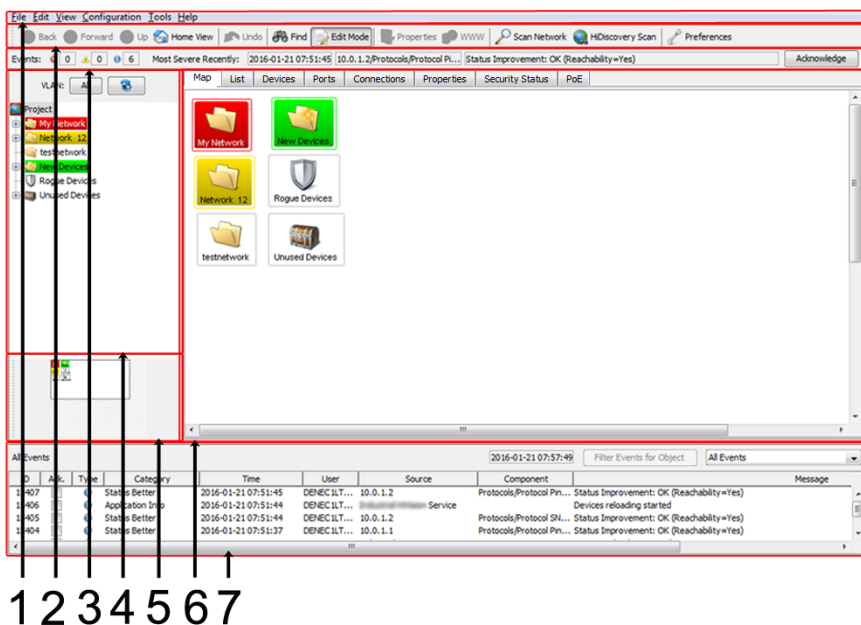 File Edit View Configuration Tools Help
Back Forward Up Home View Undo Find Edit Mode Properties WWW Scan Network HiDiscovery Scan Preferences
Events: 0 0 6 Most Severe Recently: 2016-01-21 07:51:45 10.0.1.2/Protocols/Protocol Pi... Status Improvement: OK (Reachability=Yes) Acknowledge
VLAN: All
Map List Devices Ports Connections Properties Security Status PoE
Project
My Network
Network 12
testnetwork
New Devices
Rogue Devices
Unused Devices
My Network New Devices
Network 12 Rogue Devices
testnetwork Unused Devices
All Events 2016-01-21 07:57:49 Filter Events for Object All Events
ID Ack. Type Category Time User Source Component Message
Status Better 2016-01-21 07:51:45 DENEC1LT... 10.0.1.2 Protocols/Protocol Pin... Status Improvement: OK (Reachability=Yes)
Application Info 2016-01-21 07:51:44 DENEC1LT... Service Devices reloading started
Status Better 2016-01-21 07:51:44 DENEC1LT... 10.0.1.2 Protocols/Protocol SN... Status Improvement: OK (Reachability=Yes)
Status Better 2016-01-21 07:51:37 DENEC1LT... 10.0.1.1 Protocols/Protocol Pin... Status Improvement: OK (Reachability=Yes)
1 2 3 4 5 6 7